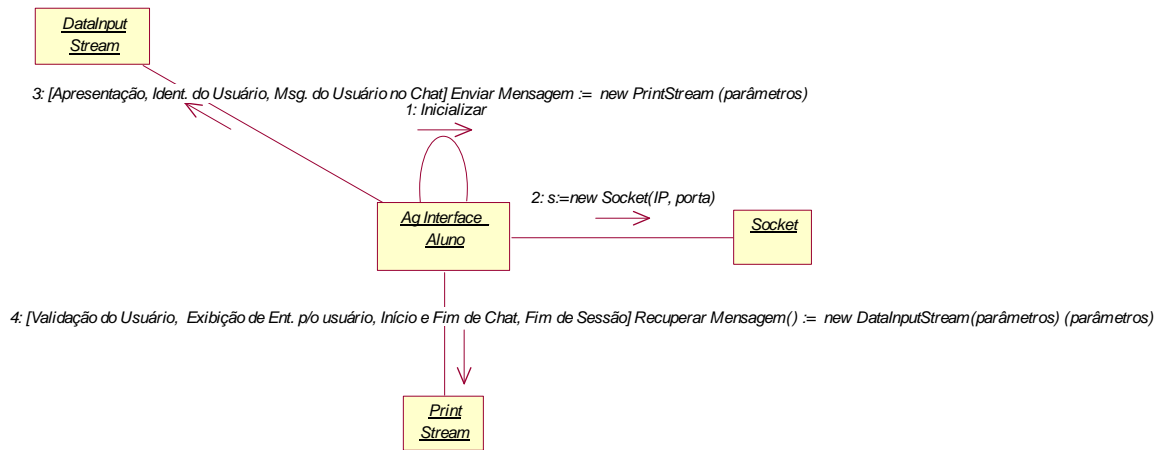 DataInput
Stream
3: [Apresentação, Ident. do Usuário, Msg. do Usuário no Chat] Enviar Mensagem := new PrintStream (parâmetros)
1: Inicializar
2: s:=new Socket(IP, porta)
Ag Interface_
Aluno
Socket
4: [Validação do Usuário, Exibição de Ent. p/o usuário, Início e Fim de Chat, Fim de Sessão] Recuperar Mensagem() := new DataInputStream(parâmetros) (parâmetros)
Print
Stream